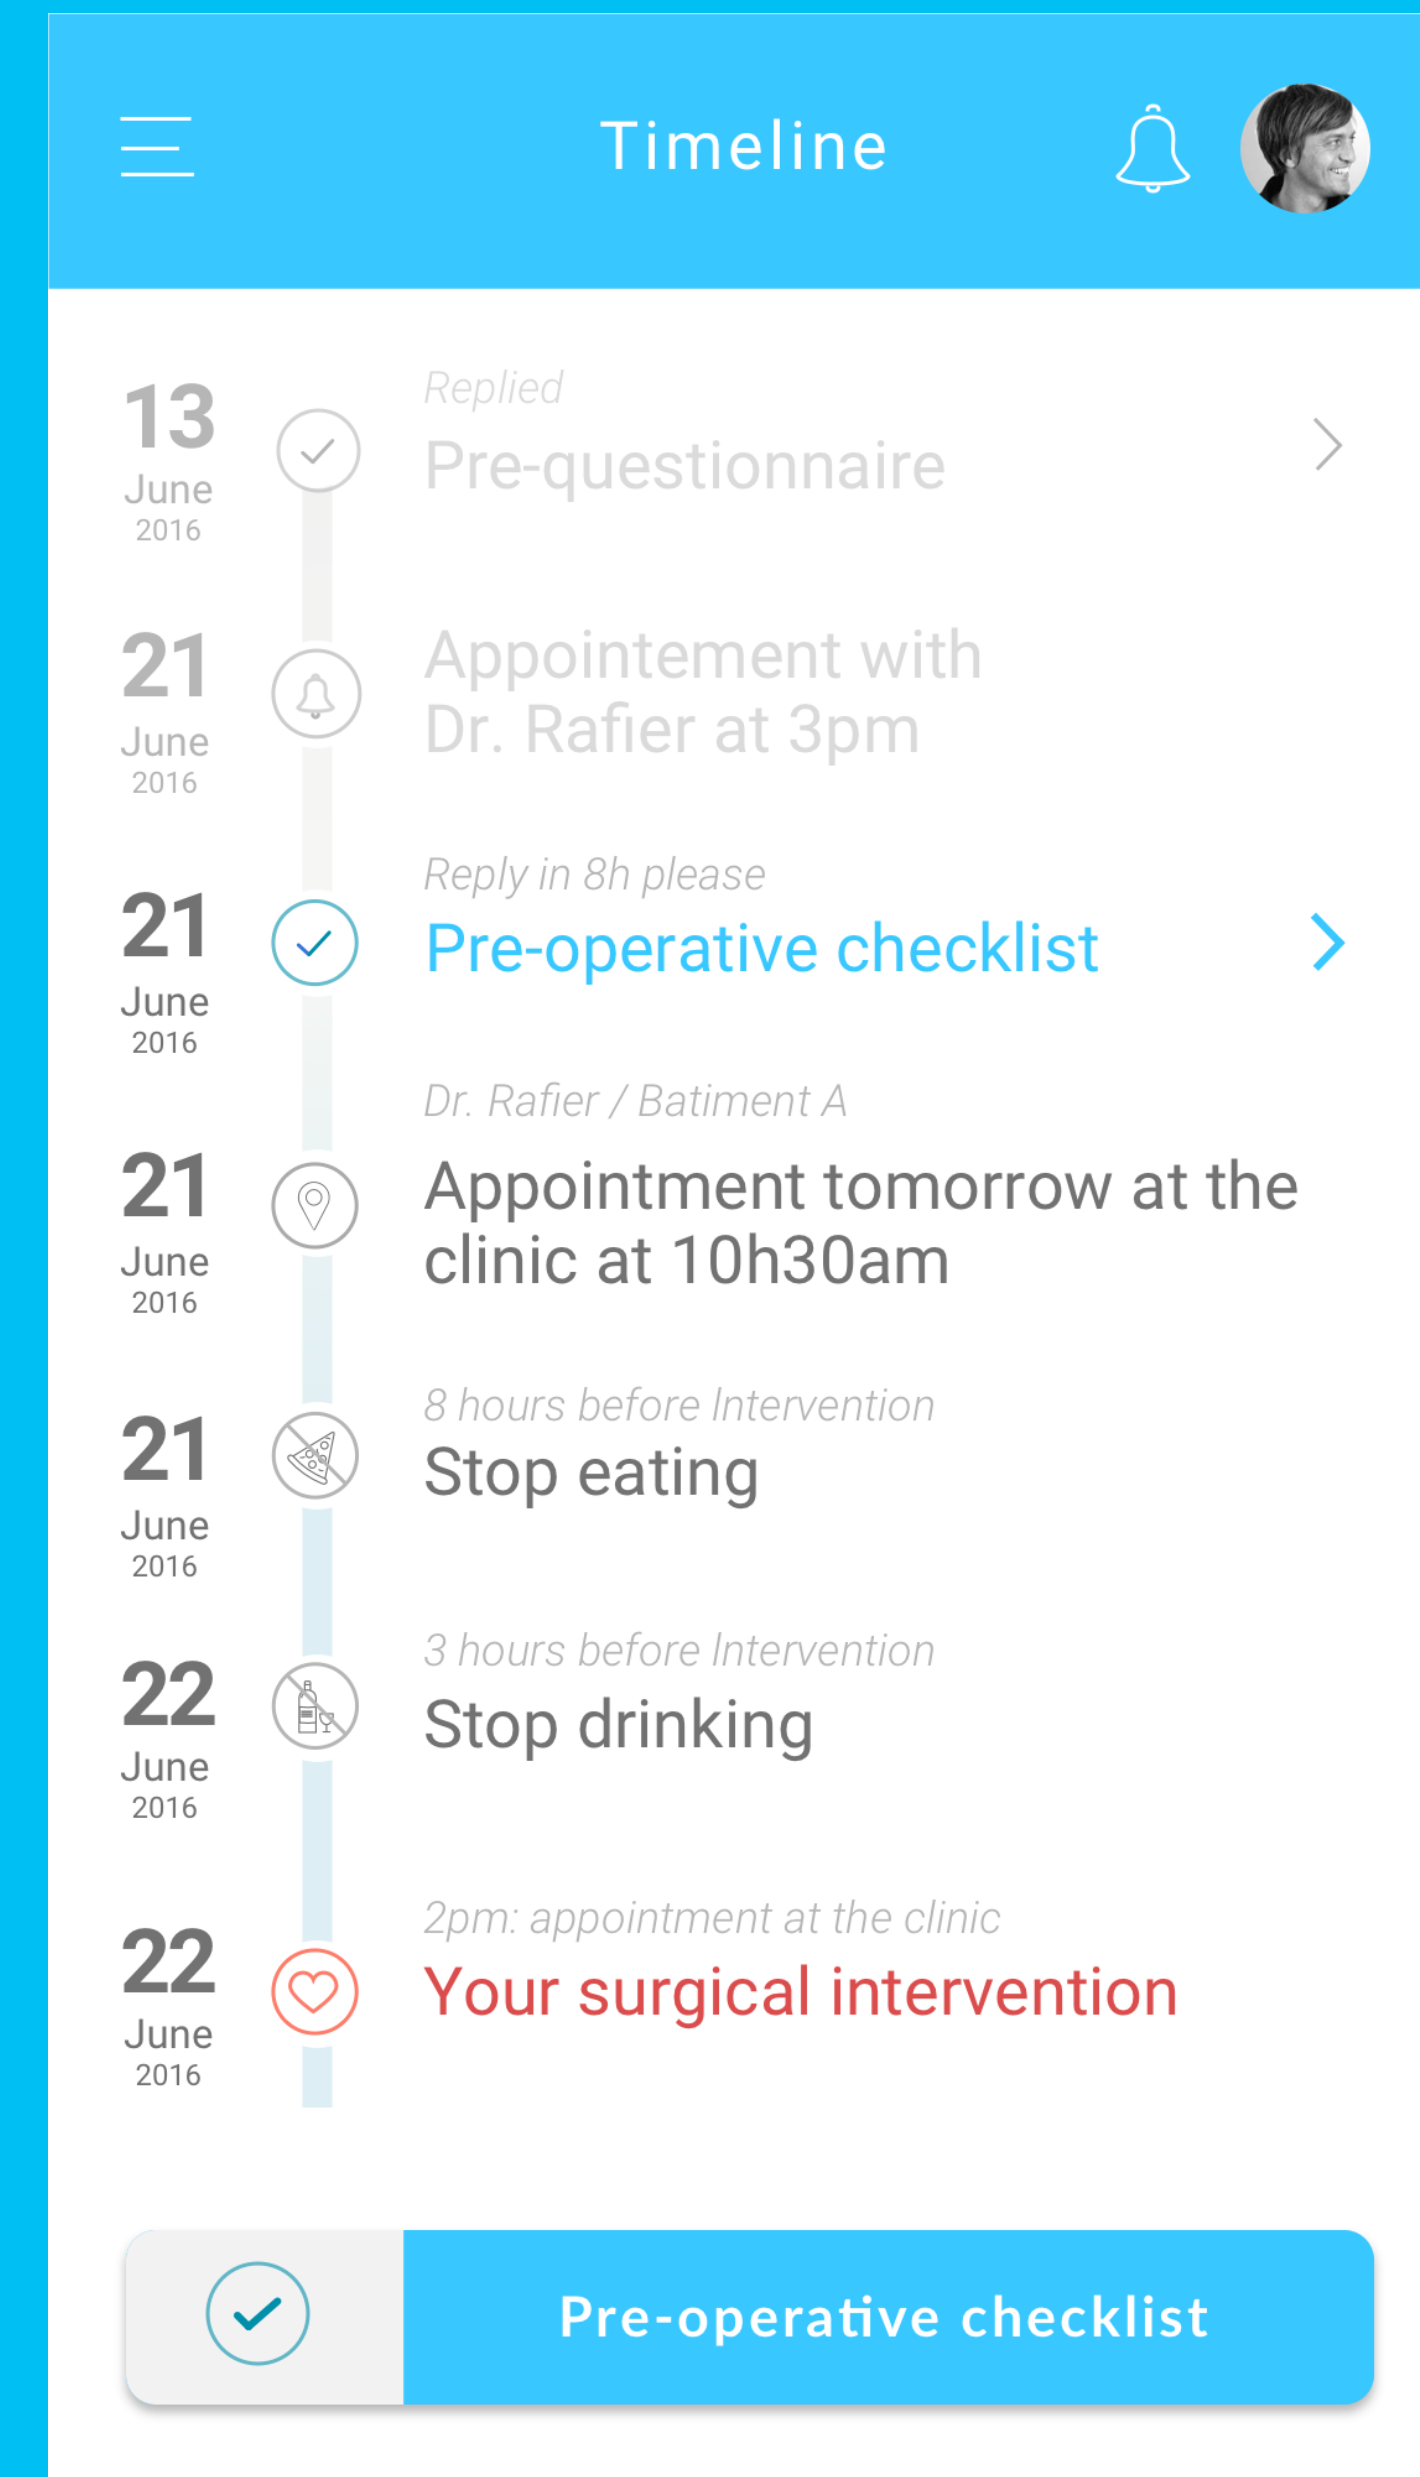 Timeline
Replied
13
Pre-questionnaire
June
2016
21
Appointement with
Dr. Rafier at 3pm
June
2016
Reply in 8h please
21
Pre-operative checklist
June
2016
Dr. Rafier / Batiment A
21
Appointment tomorrow at the
clinic at 10h30am
June
2016
8 hours before Intervention
21
Stop eating
June
2016
3 hours before Intervention
22
Stop drinking
June
2016
2pm: appointment at the clinic
22
Your surgical intervention
June
2016
Pre-operative checklist